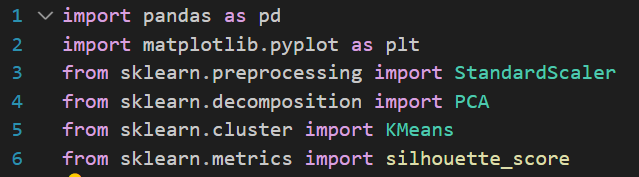 1 import pandas as pd
2 import matplotlib.pyplot as plt
3 from sklearn.preprocessing import StandardScaler
4 from sklearn.decomposition import PCA
5 from sklearn.cluster import KMeans
6 from sklearn.metrics import silhouette_score